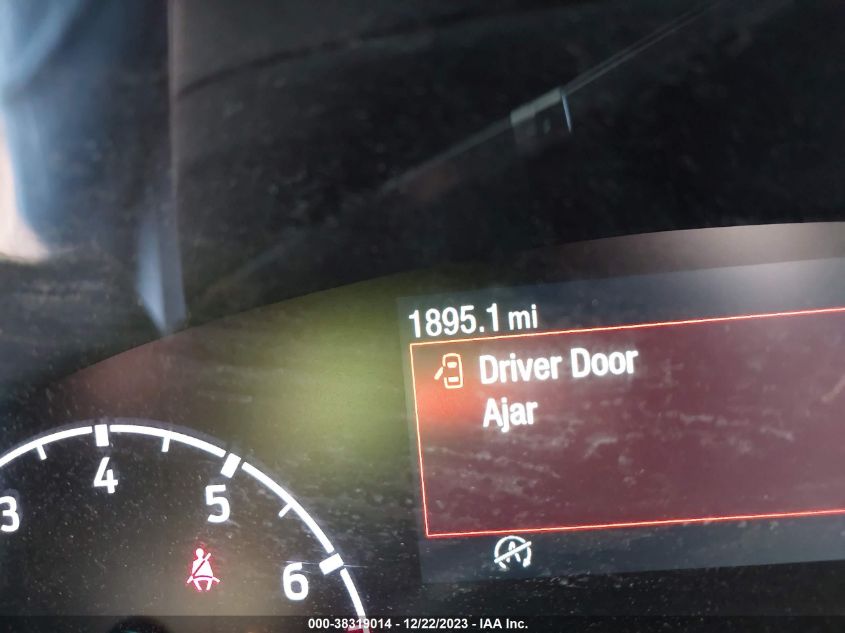 1895.1 mi
Driver Door
Ajar
3
4
5
6
000-38319014 - 12/22/2023 - IAA Inc.